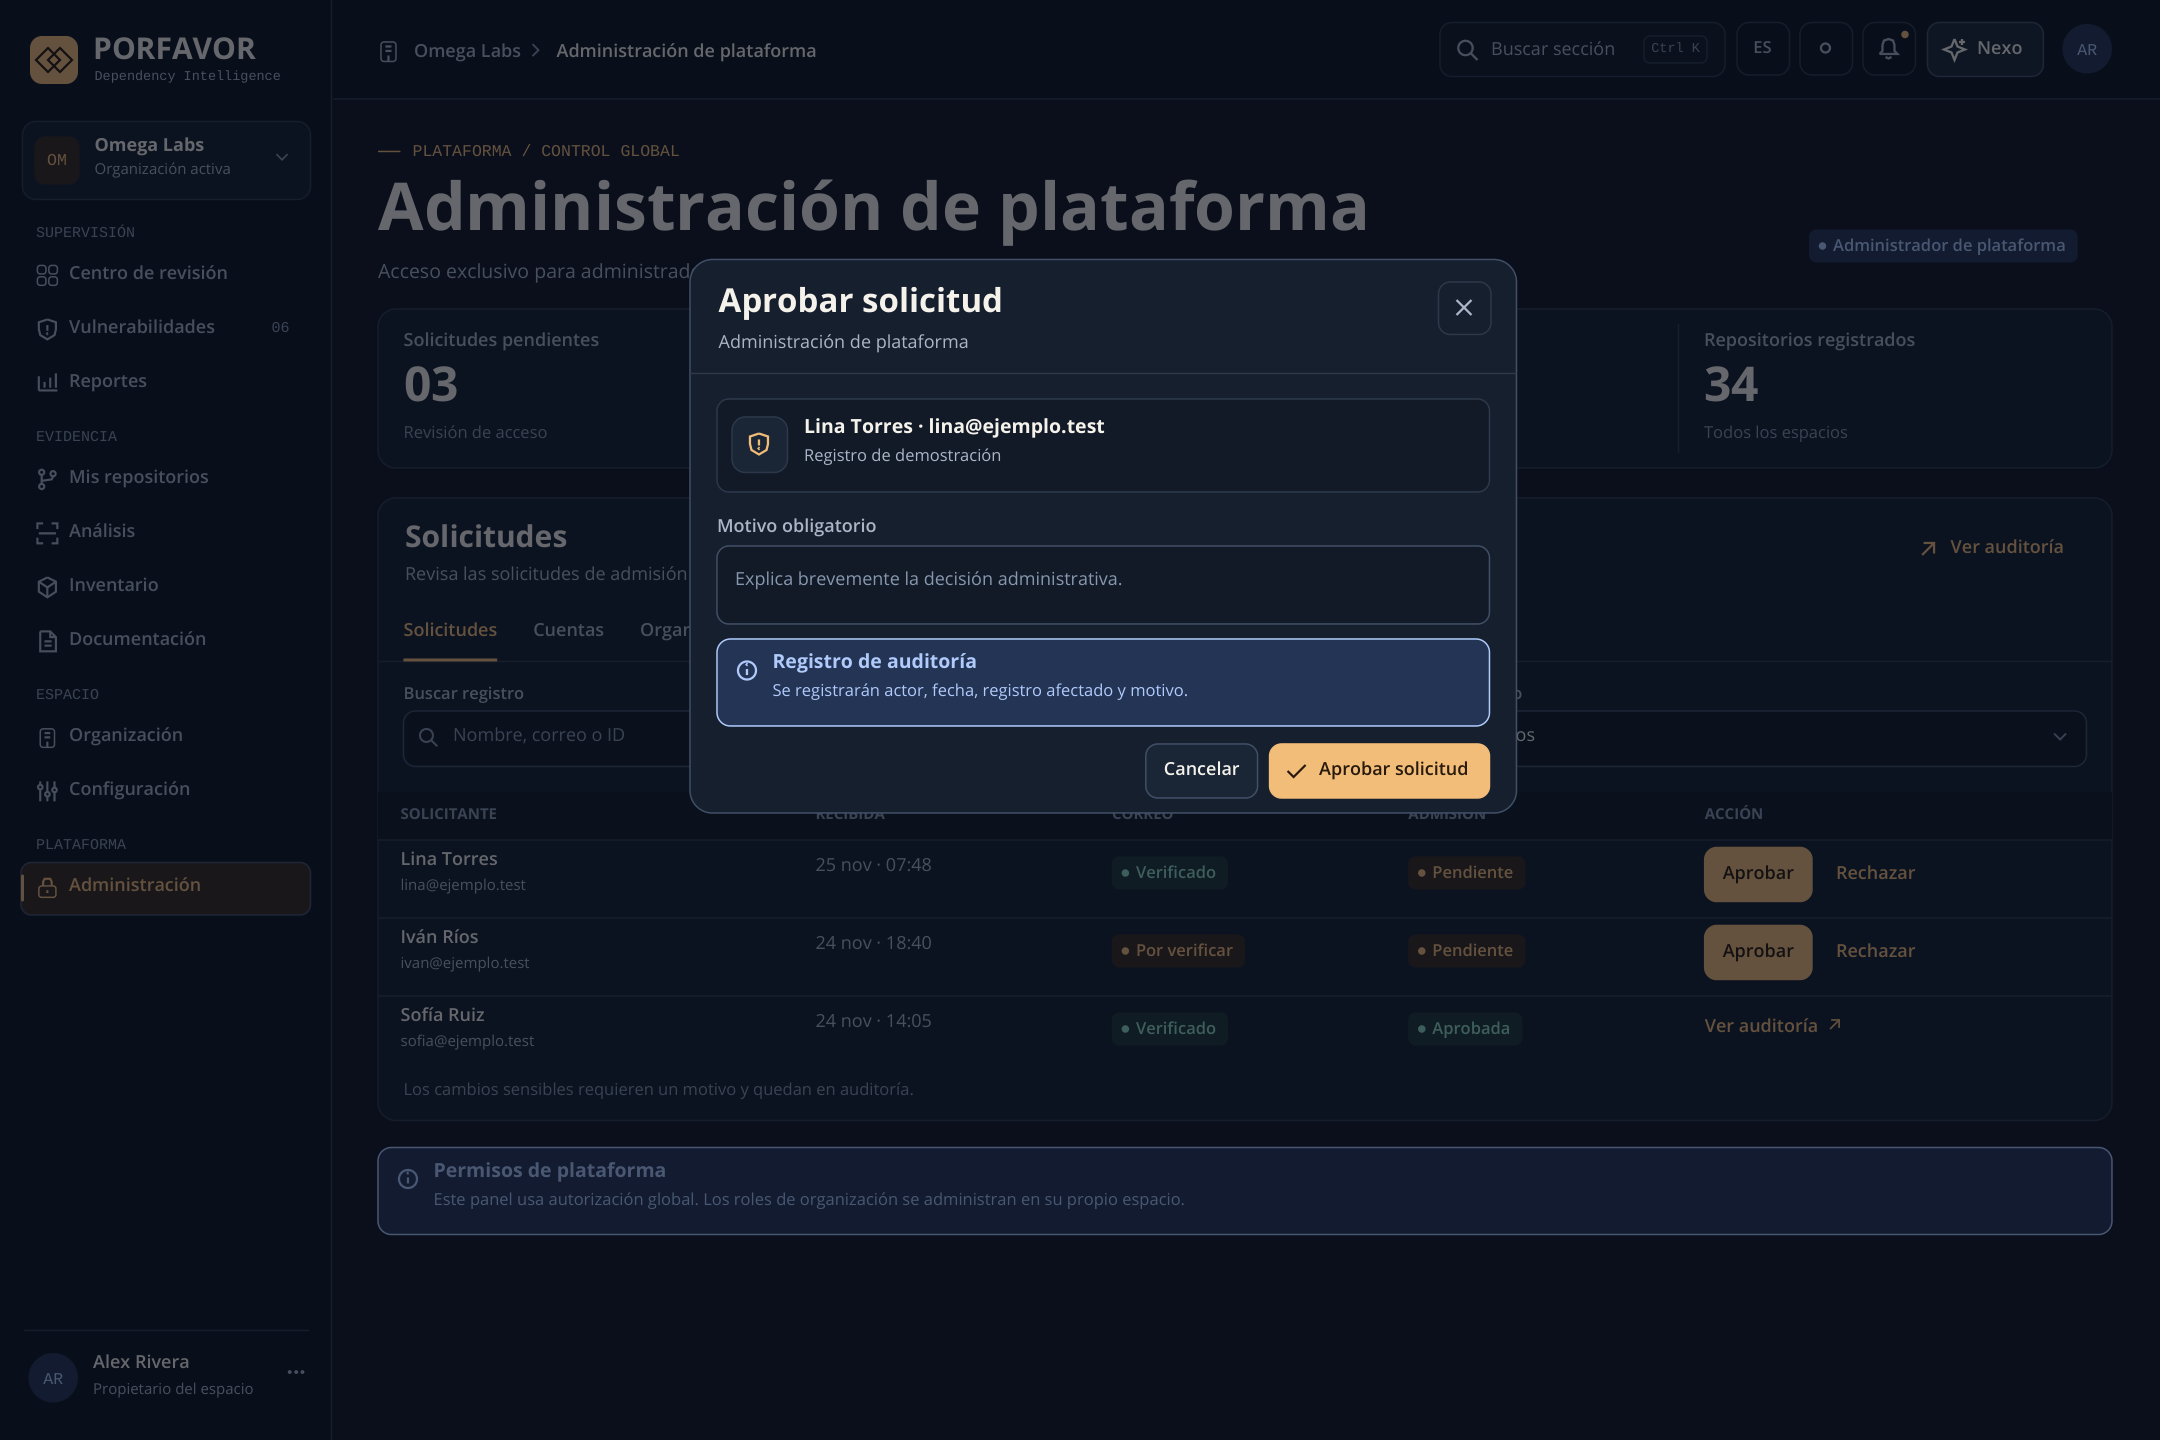 PORFAVOR
Dependency Intelligence
OM
Omega Labs
Organización activa
SUPERVISIÓN
Centro de revisión
Vulnerabilidades 06
Reportes
EVIDENCIA
Mis repositorios
Análisis
Inventario
Documentación
ESPACIO
Organización
Configuración
PLATAFORMA
Administración
AR
Alex Rivera
Propietario del espacio
Omega Labs > Administración de plataforma
Buscar sección Ctrl K
ES
Nexo
AR
PLATAFORMA / CONTROL GLOBAL
Administración de plataforma
Acceso exclusivo para
Administrador de plataforma
Solicitudes pendientes
03
Revisión de acceso
Repositorios registrados
34
Todos los espacios
Solicitudes
Revisa las solicitudes de admisión
Ver auditoría
Solicitudes Cuentas
Buscar registro
Nombre, correo o ID
Aprobar solicitud
Administración de plataforma
Lina Torres · lina@ejemplo.test
Registro de demostración
Motivo obligatorio
Explica brevemente la decisión administrativa.
Registro de auditoría
Se registrarán actor, fecha, registro afectado y motivo.
Cancelar
Aprobar solicitud
SOLICITANTE RECIBIDA CORREO ADMISIÓN ACCIÓN
Lina Torres
lina@ejemplo.test
25 nov · 07:48
Verificado
Pendiente
Aprobar
Rechazar
Iván Ríos
ivan@ejemplo.test
24 nov · 18:40
Por verificar
Pendiente
Aprobar
Rechazar
Sofía Ruiz
sofia@ejemplo.test
24 nov · 14:05
Verificado
Aprobada
Ver auditoría
Los cambios sensibles requieren un motivo y quedan en auditoría.
Permisos de plataforma
Este panel usa autorización global. Los roles de organización se administran en su propio espacio.